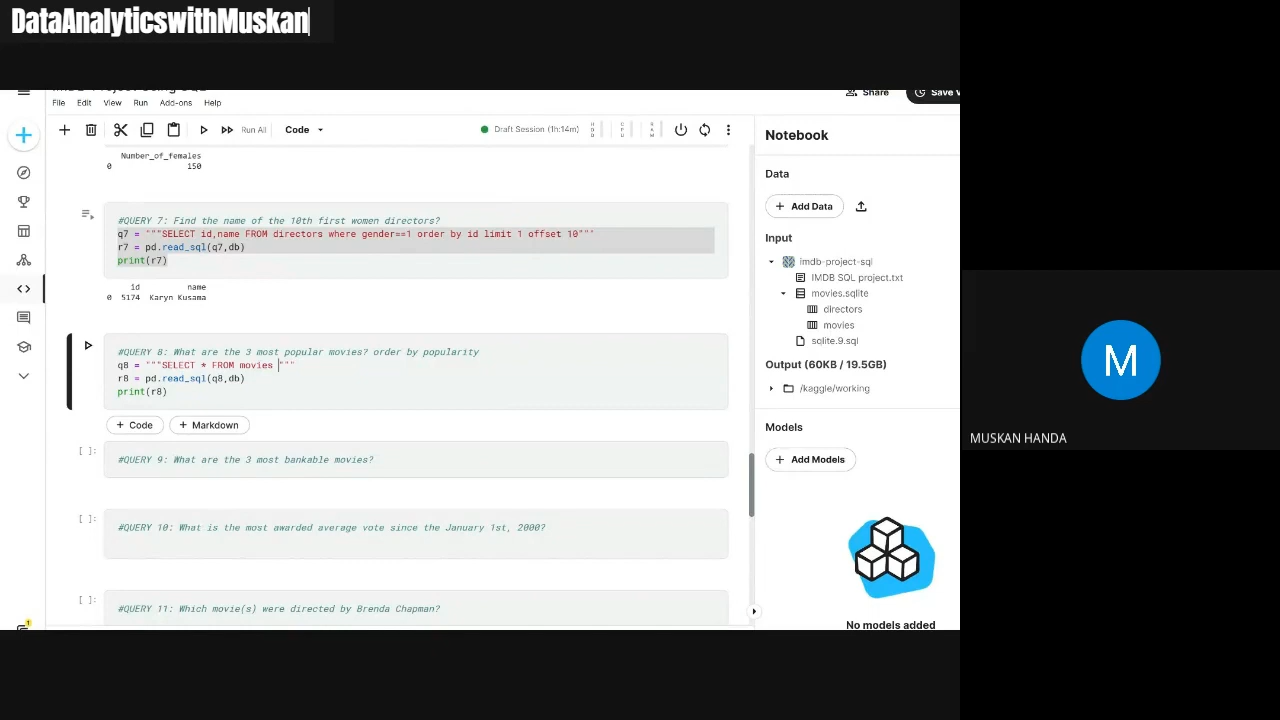 DataAnalyticswithMuskan
File Edit View Run Add-ons Help
Share
Save V
Run All
Code
Draft Session (1h:14m)
Notebook
Number_of_females
0 150
Data
Add Data
#QUERY 7: Find the name of the 10th first women directors?
q7 = """SELECT id,name FROM directors where gender==1 order by id limit 1 offset 10"""
r7 = pd.read_sql(q7,db)
print(r7)
Input
imdb-project-sql
IMDB SQL project.txt
movies.sqlite
directors
movies
sqlite.9.sql
id name
0 5174 Karyn Kusama
#QUERY 8: What are the 3 most popular movies? order by popularity
q8 = """SELECT * FROM movies """
r8 = pd.read_sql(q8,db)
print(r8)
Output (60KB / 19.5GB)
/kaggle/working
+ Code
+ Markdown
Models
Add Models
[ ]:
#QUERY 9: What are the 3 most bankable movies?
[ ]:
#QUERY 10: What is the most awarded average vote since the January 1st, 2000?
[ ]:
#QUERY 11: Which movie(s) were directed by Brenda Chapman?
No models added
1
M
MUSKAN HANDA